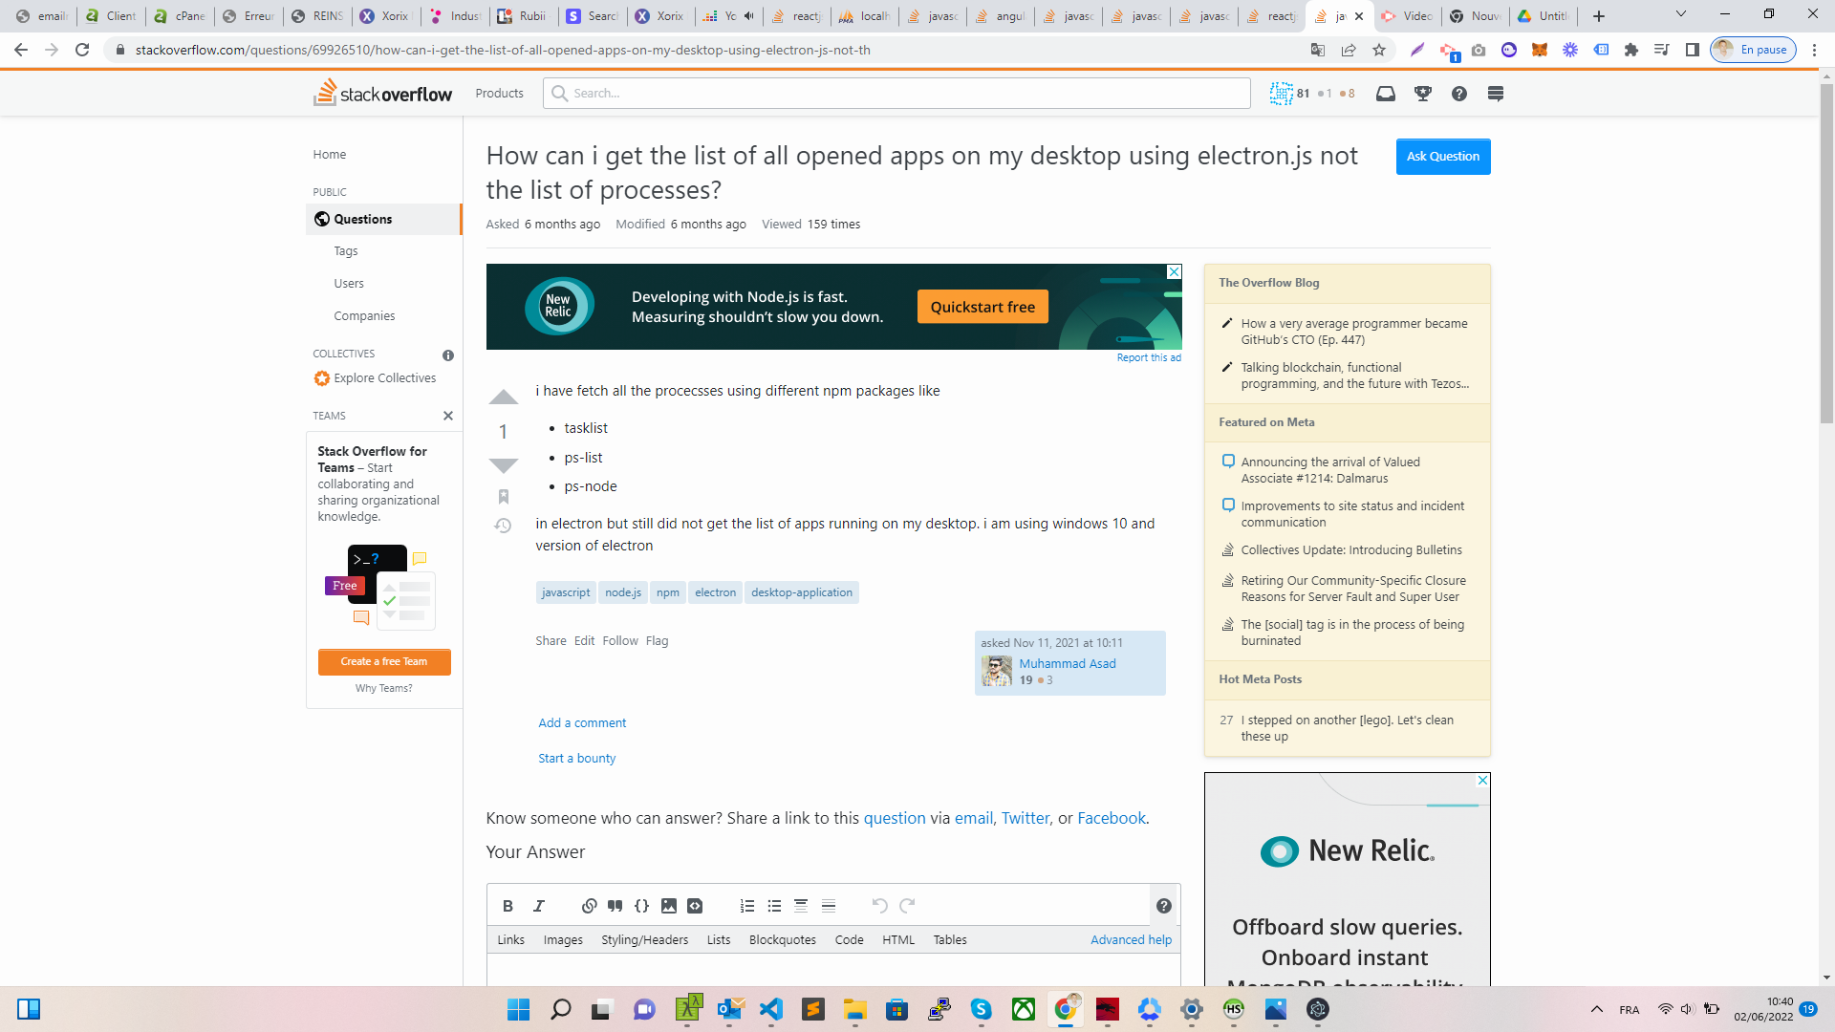 email
Client
cPane
Erreur
REINS
Xorix
Indust
Rubii
Search
Xorix
Yo
reactj
localh
javasc
angul
javasc
javasc
javasc
reactj
jav
Video
Nouv
Untitl
stackoverflow.com/questions/69926510/how-can-i-get-the-list-of-all-opened-apps-on-my-desktop-using-electron-js-not-th
1
En pause
stackoverflow
Products
Search...
81 1 8
Home
PUBLIC
Questions
Tags
Users
Companies
COLLECTIVES
Explore Collectives
TEAMS
Stack Overflow for
Teams – Start
collaborating and
sharing organizational
knowledge.
>_?
Free
Create a free Team
Why Teams?
How can i get the list of all opened apps on my desktop using electron.js not
the list of processes?
Ask Question
Asked 6 months ago Modified 6 months ago Viewed 159 times
New
Relic
Developing with Node.js is fast.
Measuring shouldn't slow you down.
Quickstart free
Report this ad
i have fetch all the procecsses using different npm packages like
1
• tasklist
• ps-list
• ps-node
in electron but still did not get the list of apps running on my desktop. i am using windows 10 and
version of electron
javascript node.js npm electron desktop-application
Share Edit Follow Flag
asked Nov 11, 2021 at 10:11
Muhammad Asad
19 3
Add a comment
Start a bounty
Know someone who can answer? Share a link to this question via email, Twitter, or Facebook.
Your Answer
B I
Links Images Styling/Headers Lists Blockquotes Code HTML Tables Advanced help
The Overflow Blog
How a very average programmer became
GitHub's CTO (Ep. 447)
Talking blockchain, functional
programming, and the future with Tezos...
Featured on Meta
Announcing the arrival of Valued
Associate #1214: Dalmarus
Improvements to site status and incident
communication
Collectives Update: Introducing Bulletins
Retiring Our Community-Specific Closure
Reasons for Server Fault and Super User
The [social] tag is in the process of being
burninated
Hot Meta Posts
27 I stepped on another [lego]. Let's clean
these up
New Relic.
Offboard slow queries.
Onboard instant
MongoDB observability.
FRA
10:40
02/06/2022
19